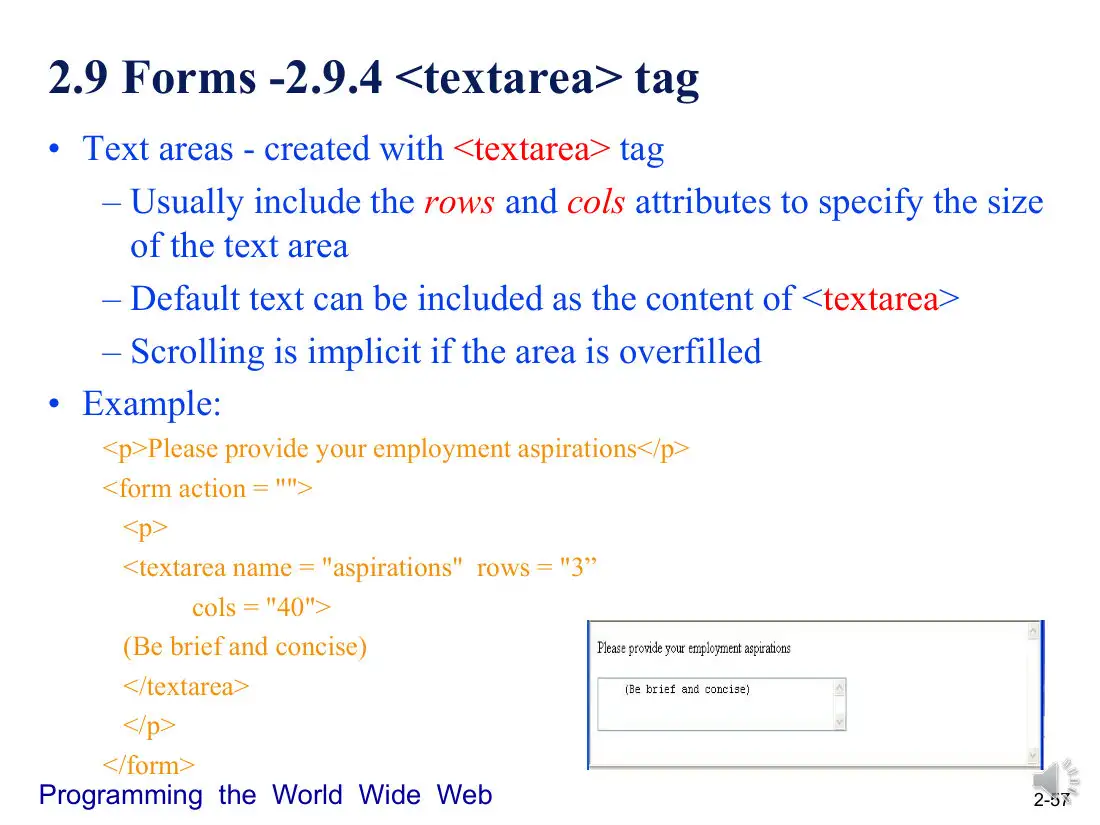 2.9 Forms -2.9.4 <textarea> tag
• Text areas - created with <textarea> tag
– Usually include the rows and cols attributes to specify the size
of the text area
– Default text can be included as the content of <textarea>
– Scrolling is implicit if the area is overfilled
• Example:
<p>Please provide your employment aspirations</p>
<form action = "">
<p>
<textarea name = "aspirations"  rows = "3”
cols = "40">
(Be brief and concise)
</textarea>
</p>
</form>
Please provide your employment aspirations
(Be brief and concise)
Programming the World Wide Web
2-57